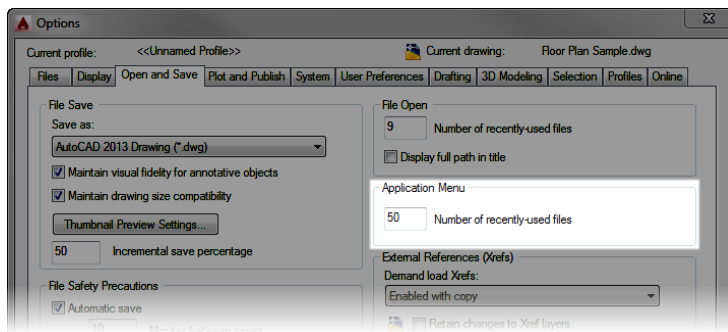 Options
Current profile: <<Unnamed Profile>> Current drawing: Floor Plan Sample.dwg
Files Display Open and Save Plot and Publish System User Preferences Drafting 3D Modeling Selection Profiles Online
File Save
Save as:
AutoCAD 2013 Drawing (*.dwg)
Maintain visual fidelity for annotative objects
Maintain drawing size compatibility
Thumbnail Preview Settings...
50 Incremental save percentage
File Safety Precautions
Automatic save
10 Minutes between saves
File Open
9 Number of recently-used files
Display full path in title
Application Menu
50 Number of recently-used files
External References (Xrefs)
Demand load Xrefs:
Enabled with copy
Retain changes to Xref layers